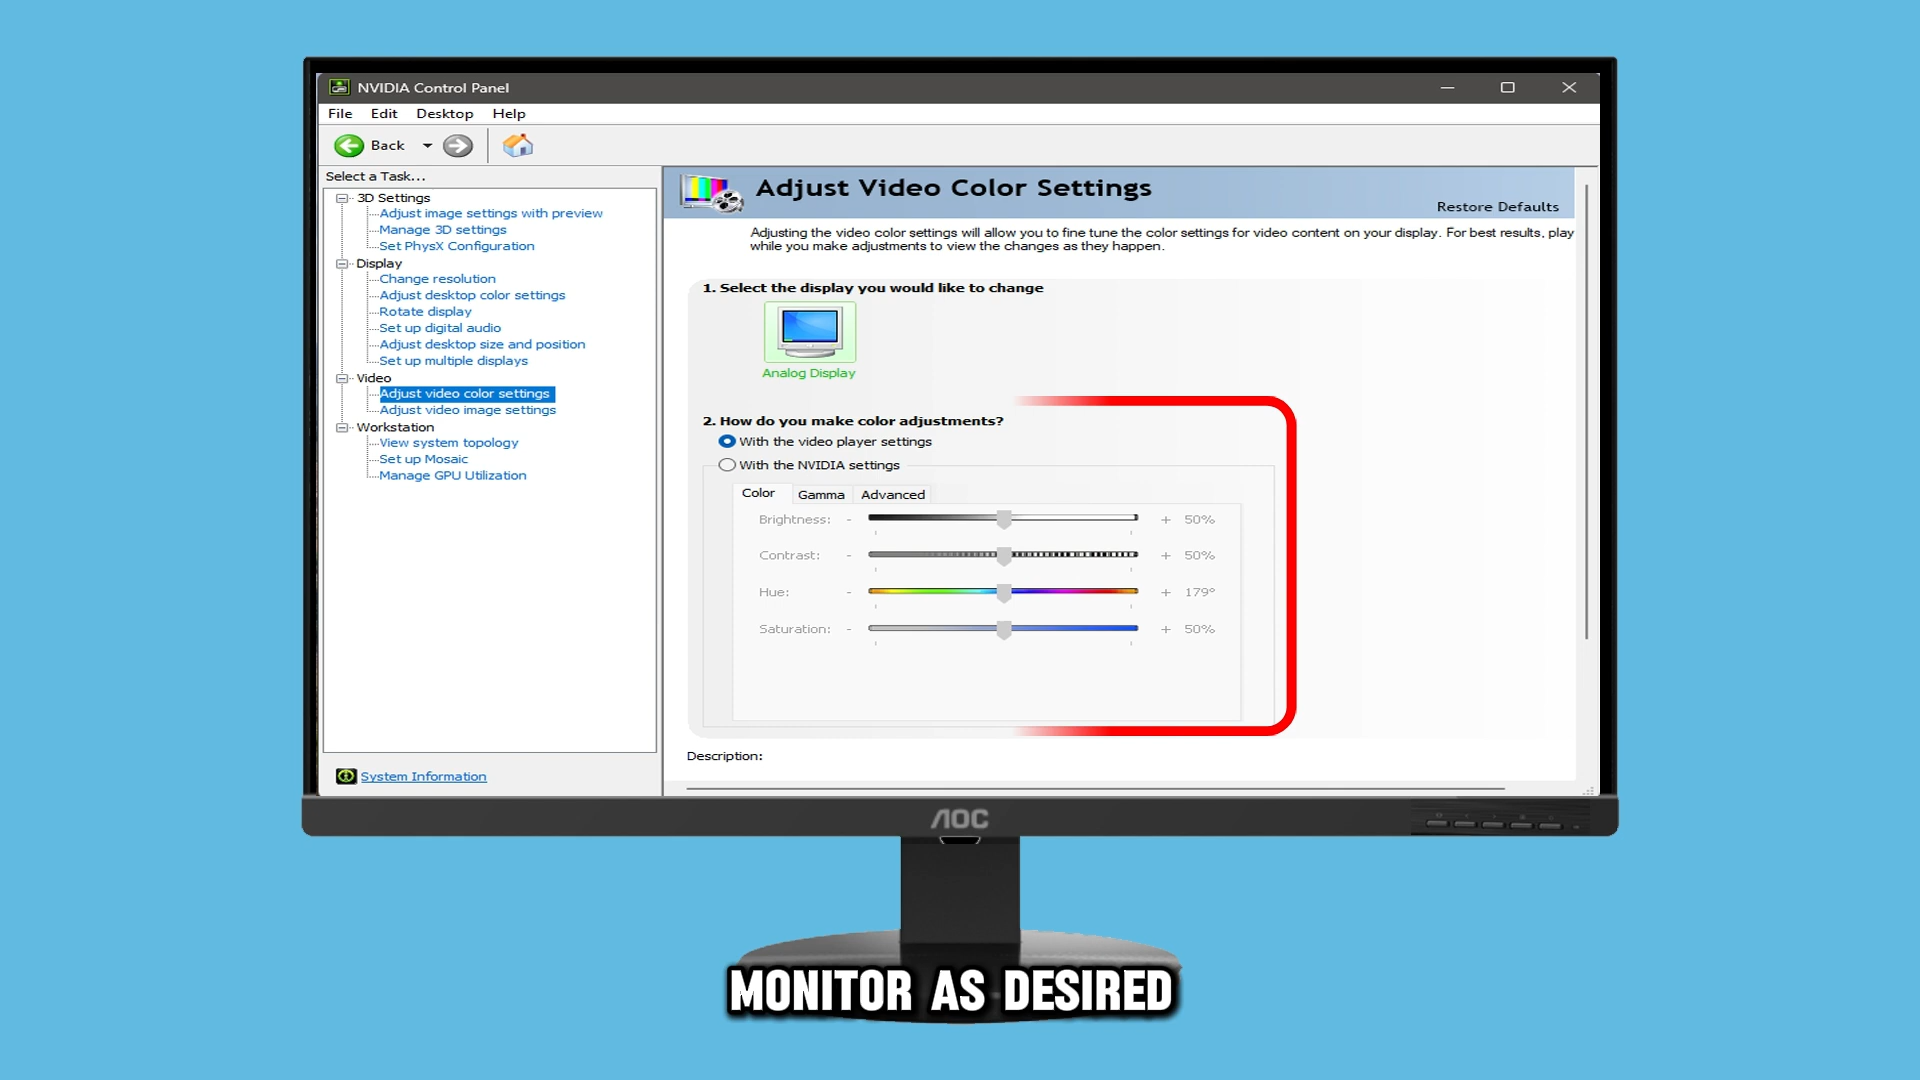 NVIDIA Control Panel
File Edit Desktop Help
Back
Select a Task...
3D Settings
Adjust image settings with preview
Manage 3D settings
Set PhysX Configuration
Display
Change resolution
Adjust desktop color settings
Rotate display
Set up digital audio
Adjust desktop size and position
Set up multiple displays
Video
Adjust video color settings
Adjust video image settings
Workstation
View system topology
Set up Mosaic
Manage GPU Utilization
System Information
Adjust Video Color Settings
Restore Defaults
Adjusting the video color settings will allow you to fine tune the color settings for video content on your display. For best results, play
while you make adjustments to view the changes as they happen.
1. Select the display you would like to change
Analog Display
2. How do you make color adjustments?
With the video player settings
With the NVIDIA settings
Color Gamma Advanced
Brightness: - + 50%
Contrast: - + 50%
Hue: - + 179°
Saturation: - + 50%
Description:
AOC
MONITOR AS DESIRED